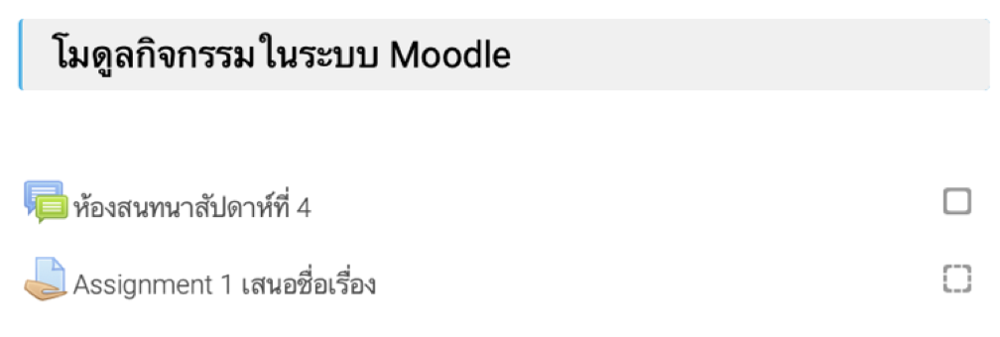 โมดูลกิจกรรมในระบบ Moodle
ห้องสนทนาสัปดาห์ที่ 4
Assignment 1 เสนอชื่อเรื่อง